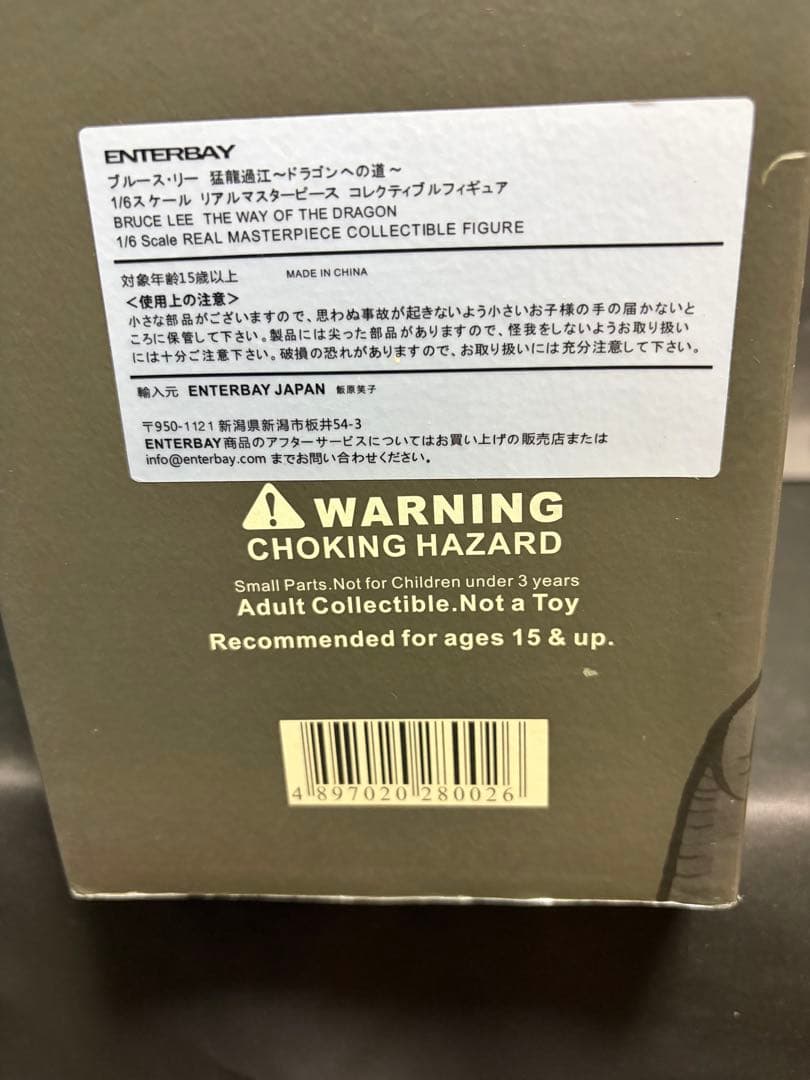 ENTERBAY
ブルース・リー 猛龍過江～ドラゴンへの道～
1/6スケール リアルマスターピース コレクティブルフィギュア
BRUCE LEE THE WAY OF THE DRAGON
1/6 Scale REAL MASTERPIECE COLLECTIBLE FIGURE
対象年齢15歳以上 MADE IN CHINA
＜使用上の注意＞
小さな部品がございますので、思わぬ事故が起きないよう小さいお子様の手の届かないと
ころに保管して下さい。製品には尖った部品がありますので、怪我をしないようお取り扱い
には十分ご注意下さい。破損の恐れがありますので、お取り扱いには充分注意して下さい。
輸入元 ENTERBAY JAPAN 飯原笑子
〒950-1121 新潟県新潟市板井54-3
ENTERBAY商品のアフターサービスについてはお買い上げの販売店または
info@enterbay.com までお問い合わせください。
WARNING
CHOKING HAZARD
Small Parts.Not for Children under 3 years
Adult Collectible.Not a Toy
Recommended for ages 15 & up.
4 897020 280026